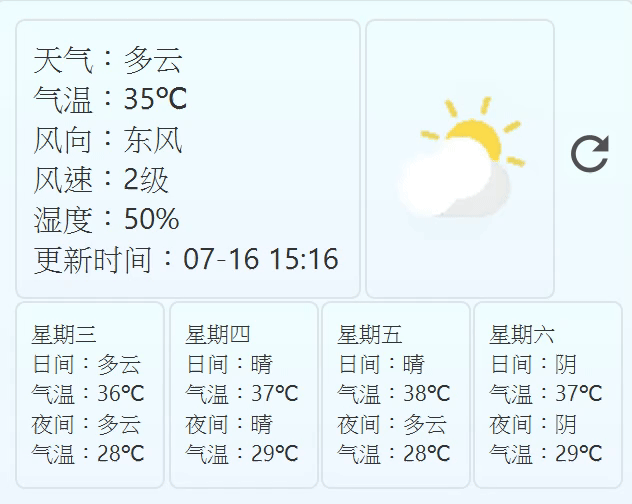 天气：多云
气温：35℃
风向：东风
风速：2级
湿度：50%
更新时间：07-16 15:16
星期三
日间：多云
气温：36℃
夜间：多云
气温：28℃
星期四
日间：晴
气温：37℃
夜间：晴
气温：29℃
星期五
日间：晴
气温：38℃
夜间：多云
气温：28℃
星期六
日间：阴
气温：37℃
夜间：阴
气温：29℃